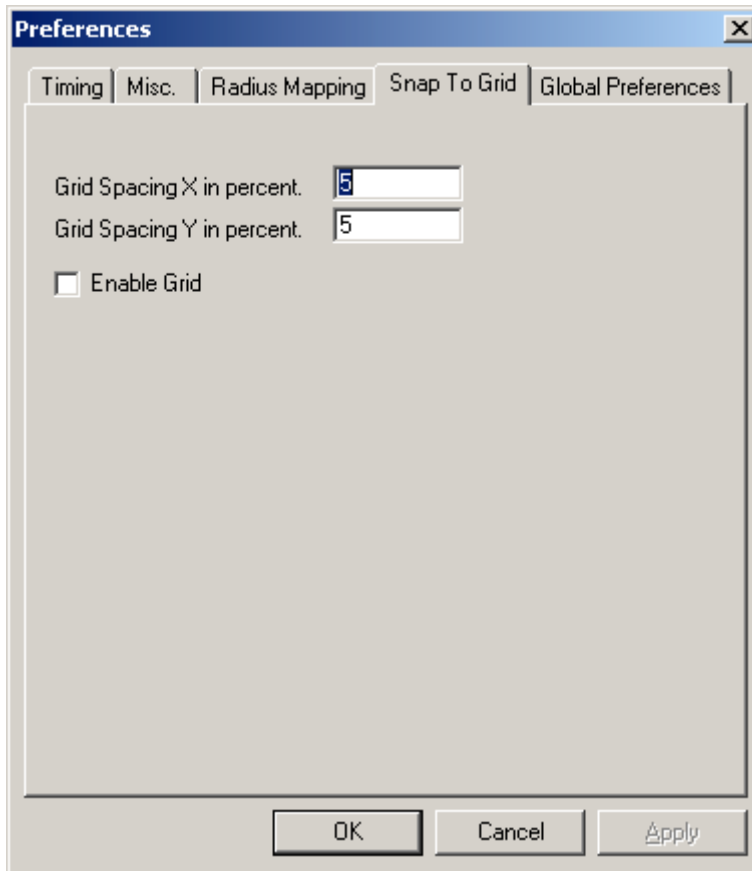 Preferences
Timing Misc. Radius Mapping Snap To Grid Global Preferences
Grid Spacing X in percent. 5
Grid Spacing Y in percent. 5
Enable Grid
OK Cancel Apply